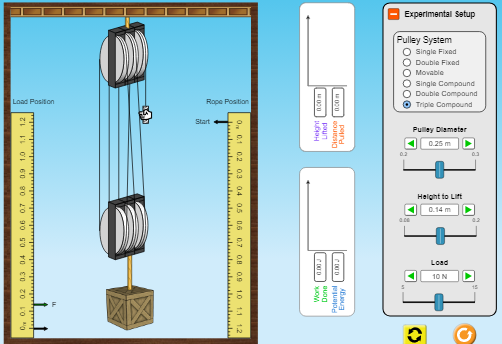 Experimental Setup
Pulley System
Single Fixed
Double Fixed
Movable
Single Compound
Double Compound
Triple Compound
Pulley Diameter
0.25 m
0.2
0.3
Height to Lift
0.14 m
0.08
0.2
Load
10 N
5
15
Load Position
Rope Position
Start
1.2
1.1
1.0
0.9
0.8
0.7
0.6
0.5
0.4
0.3
0.2
0.1
0m
F
0m
0.1
0.2
0.3
0.4
0.5
0.6
0.7
0.8
0.9
1.0
1.1
1.2
0.00 m
0.00 m
Height Lifted
Distance Pulled
0.00 J
0.00 J
Work Done
Potential Energy